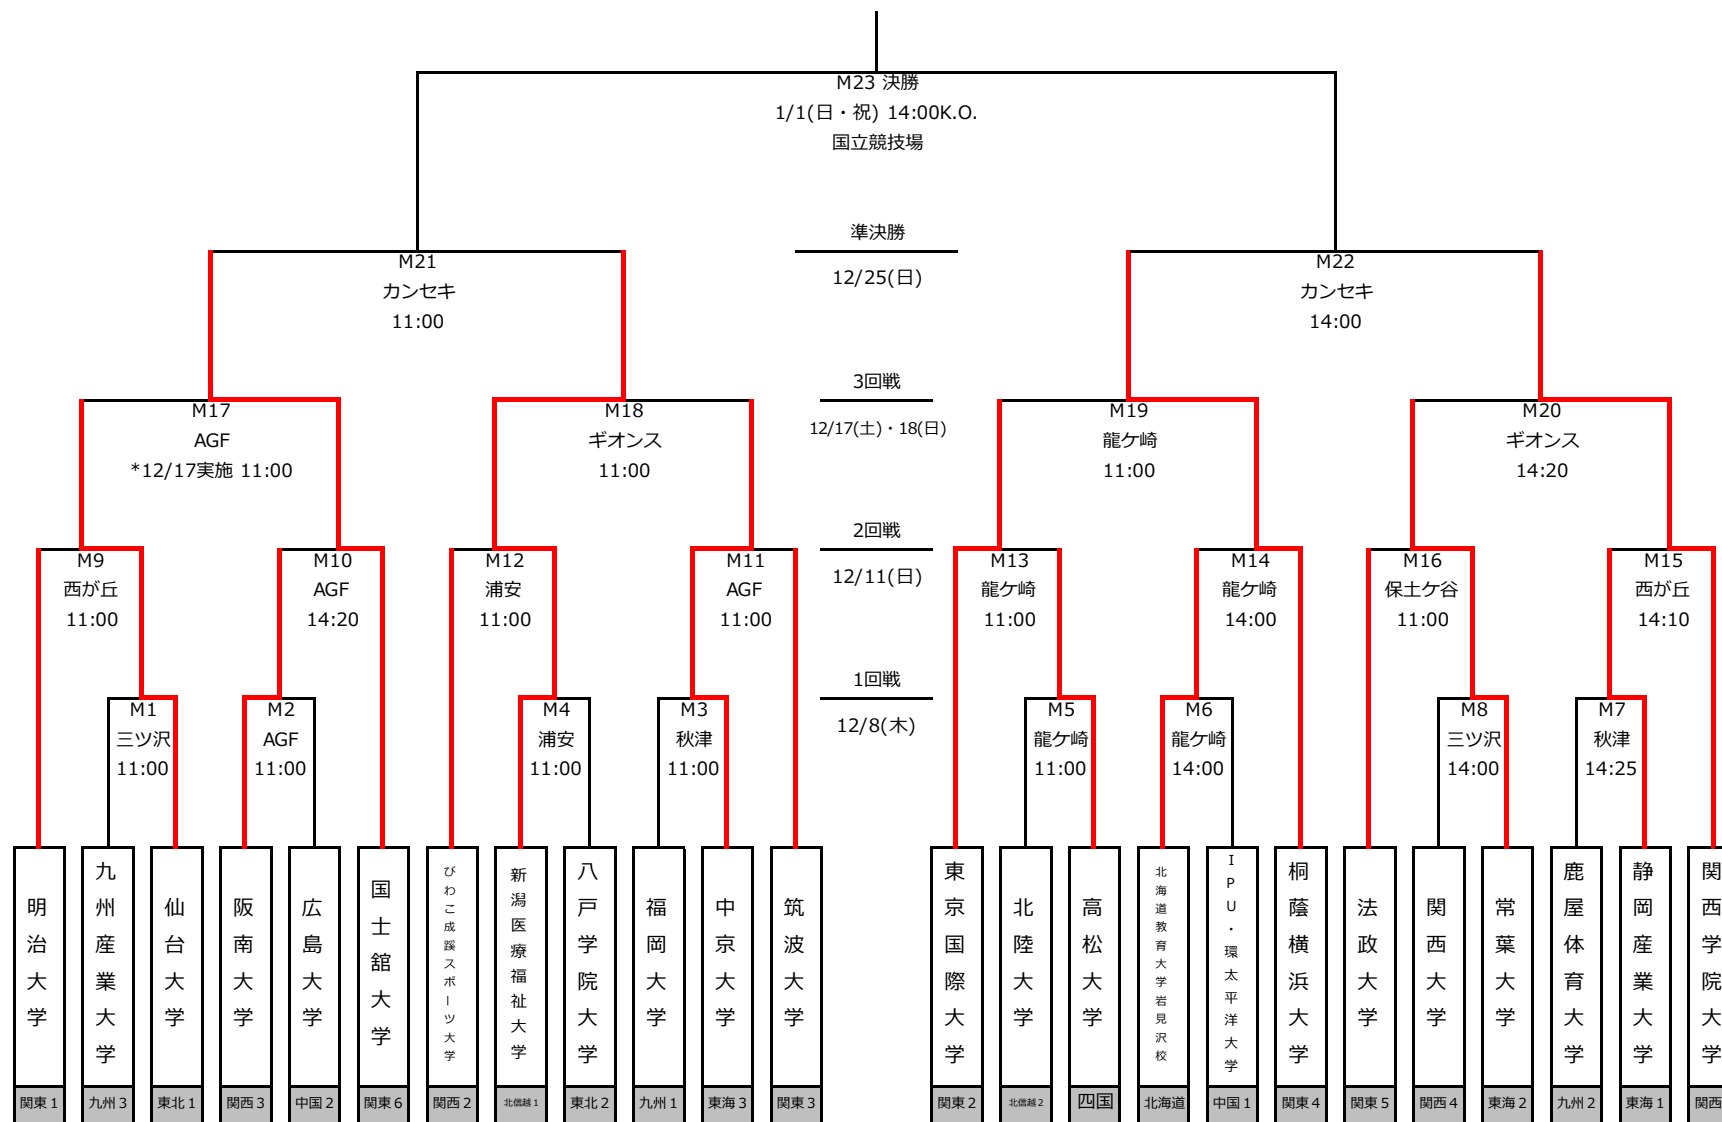 M23 決勝
1/1(日・祝) 14:00K.O.
国立競技場
準決勝
12/25(日)
M21
カンセキ
11:00
M22
カンセキ
14:00
3回戦
12/17(土)・18(日)
M17
AGF
*12/17実施 11:00
M18
ギオンス
11:00
M19
龍ケ崎
11:00
M20
ギオンス
14:20
2回戦
12/11(日)
M9
西が丘
11:00
M10
AGF
14:20
M12
浦安
11:00
M11
AGF
11:00
M13
龍ケ崎
11:00
M14
龍ケ崎
14:00
M16
保土ケ谷
11:00
M15
西が丘
14:10
1回戦
12/8(木)
M1
三ツ沢
11:00
M2
AGF
11:00
M4
浦安
11:00
M3
秋津
11:00
M5
龍ケ崎
11:00
M6
龍ケ崎
14:00
M8
三ツ沢
14:00
M7
秋津
14:25
明治大学
九州産業大学
仙台大学
阪南大学
広島大学
国士舘大学
びわこ成蹊スポーツ大学
新潟医療福祉大学
八戸学院大学
福岡大学
中京大学
筑波大学
東京国際大学
北陸大学
高松大学
北海道教育大学岩見沢校
IPU・環太平洋大学
桐蔭横浜大学
法政大学
関西大学
常葉大学
鹿屋体育大学
静岡産業大学
関西学院大学
関東1
九州3
東北1
関西3
中国2
関東6
関西2
北信越1
東北2
九州1
東海3
関東3
関東2
北信越2
四国
北海道
中国1
関東4
関東5
関西4
東海2
九州2
東海1
関西